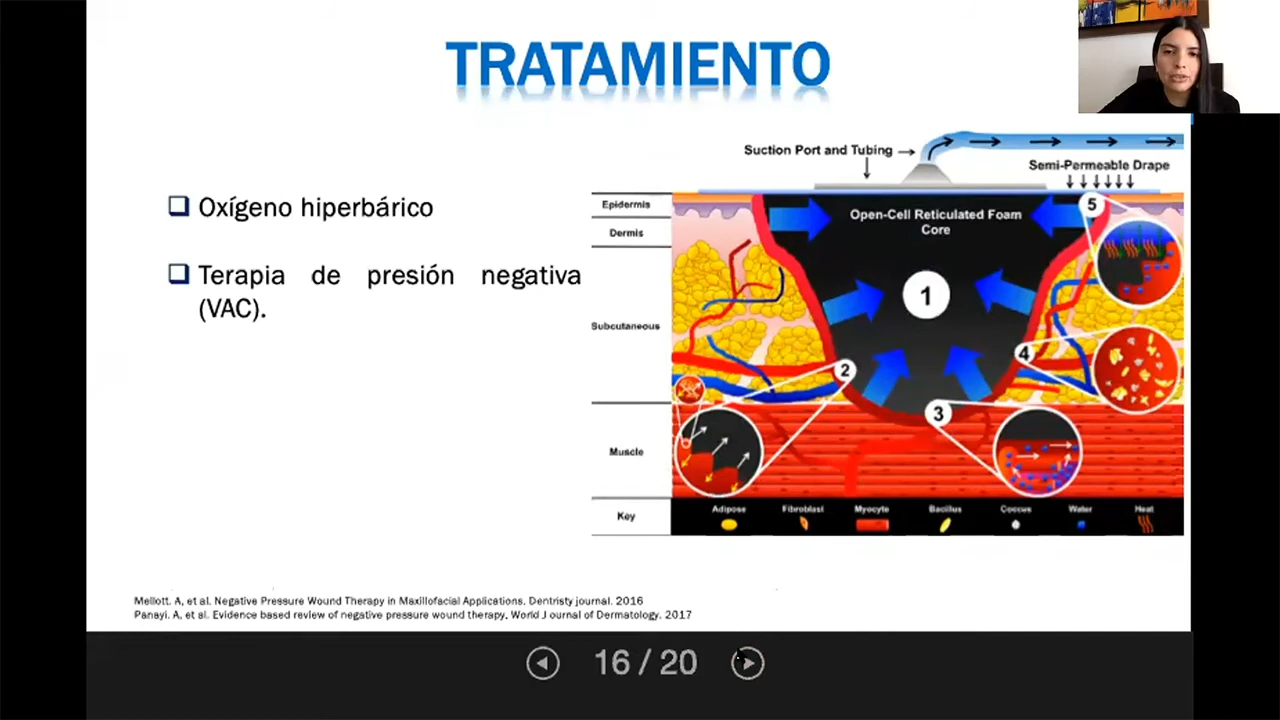 TRATAMIENTO
Oxígeno hiperbárico
Terapia de presión negativa
(VAC).
Suction Port and Tubing
Semi-Permeable Drape
Epidermis
Dermis
Subcutaneous
Muscle
Key
Open-Cell Reticulated Foam
Core
1
2
3
4
5
Adipose Fibroblast Myocyte Bacillus Coccus Water Heat
Mellott. A, et al. Negative Pressure Wound Therapy in Maxillofacial Applications. Dentristy journal. 2016
Panayi. A, et al. Evidence based review of negative pressure wound therapy. World J ournal of Dermatology. 2017
16 / 20